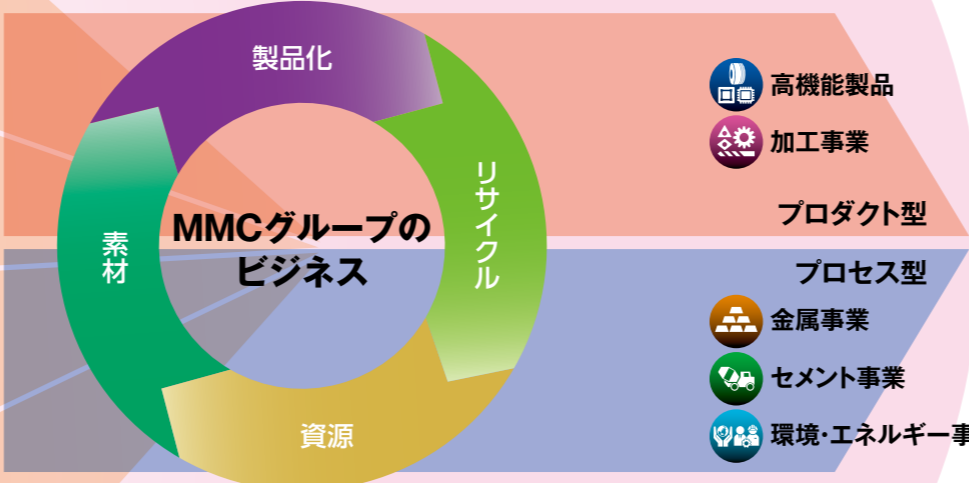 製品化
リサイクル
素材
資源
MMCグループの
ビジネス
高機能製品
加工事業
プロダクト型
プロセス型
金属事業
セメント事業
環境・エネルギー事